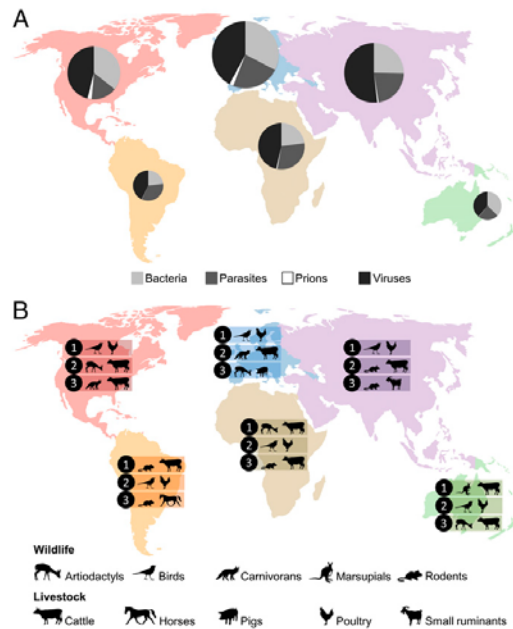 A
Bacteria Parasites Prions Viruses
B
1 1 1
2 2 2
3 3 3
1
2
3
1
2
3
1
2
3
Wildlife
Artiodactyls Birds Carnivorans Marsupials Rodents
Livestock
Cattle Horses Pigs Poultry Small ruminants